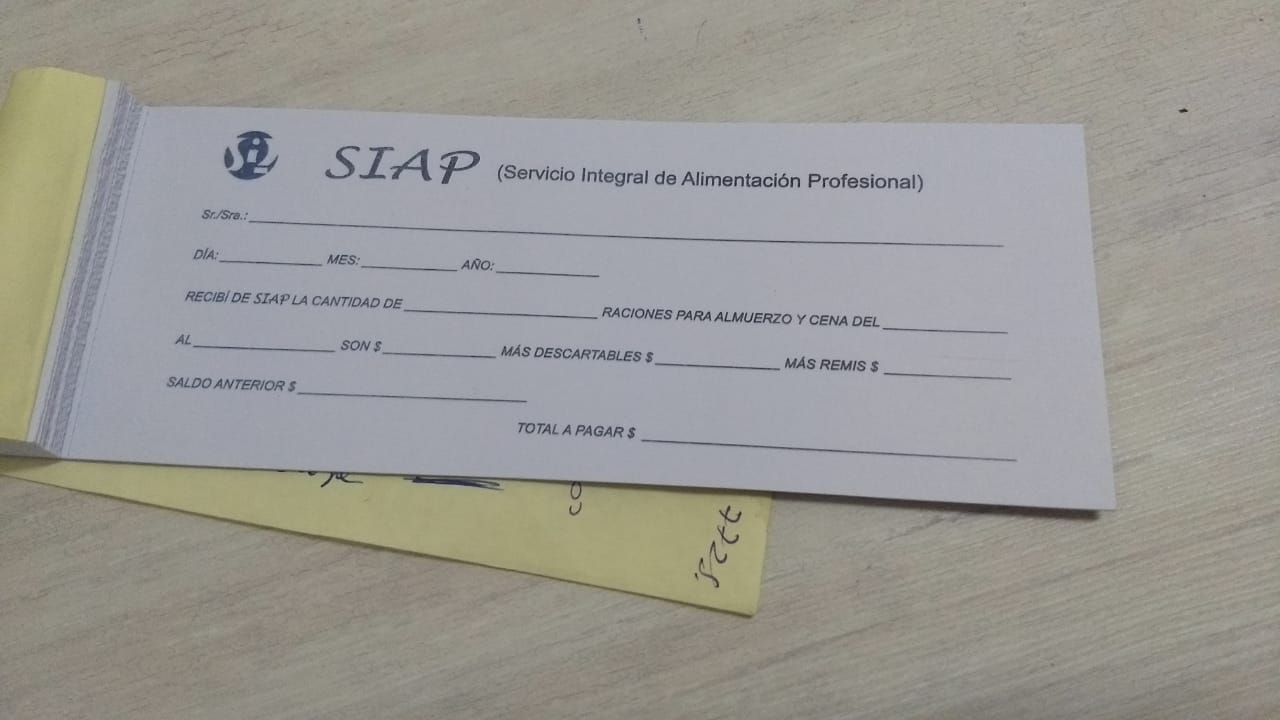 SIAP (Servicio Integral de Alimentación Profesional)
Sr./Sra.:
DÍA: MES: AÑO:
RECIBÍ DE SIAP LA CANTIDAD DE RACIONES PARA ALMUERZO Y CENA DEL
AL SON $ MÁS DESCARTABLES $ MÁS REMIS $
SALDO ANTERIOR $
TOTAL A PAGAR $